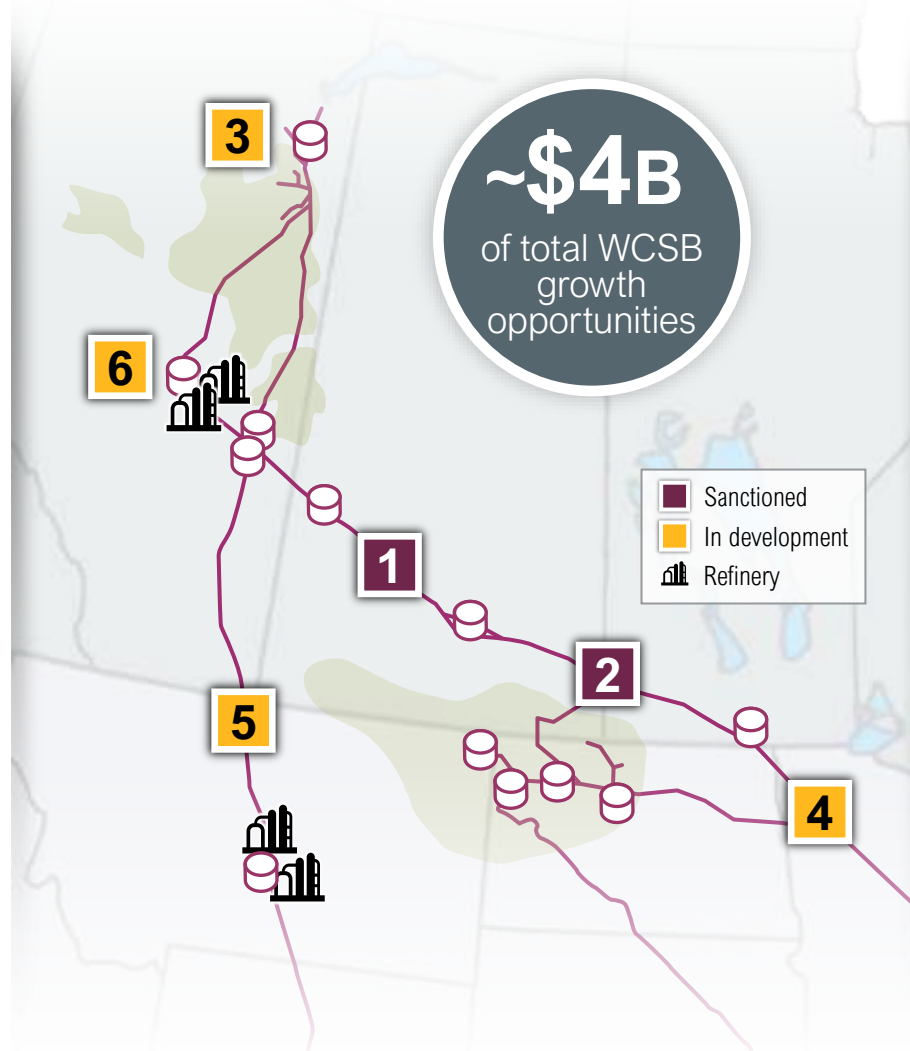 3
~$4B
of total WCSB
growth
opportunities
6
Sanctioned
In development
Refinery
1
2
5
4